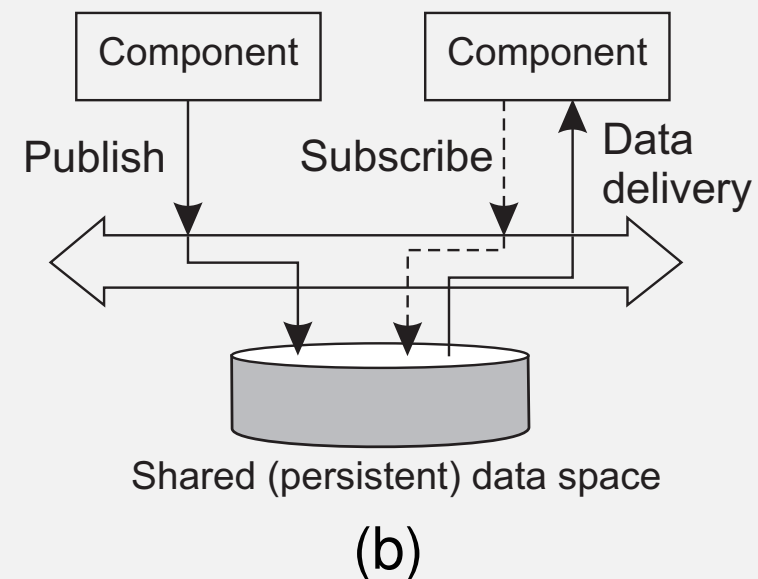 Component
Component
Publish
Subscribe
Data
delivery
Shared (persistent) data space
(b)